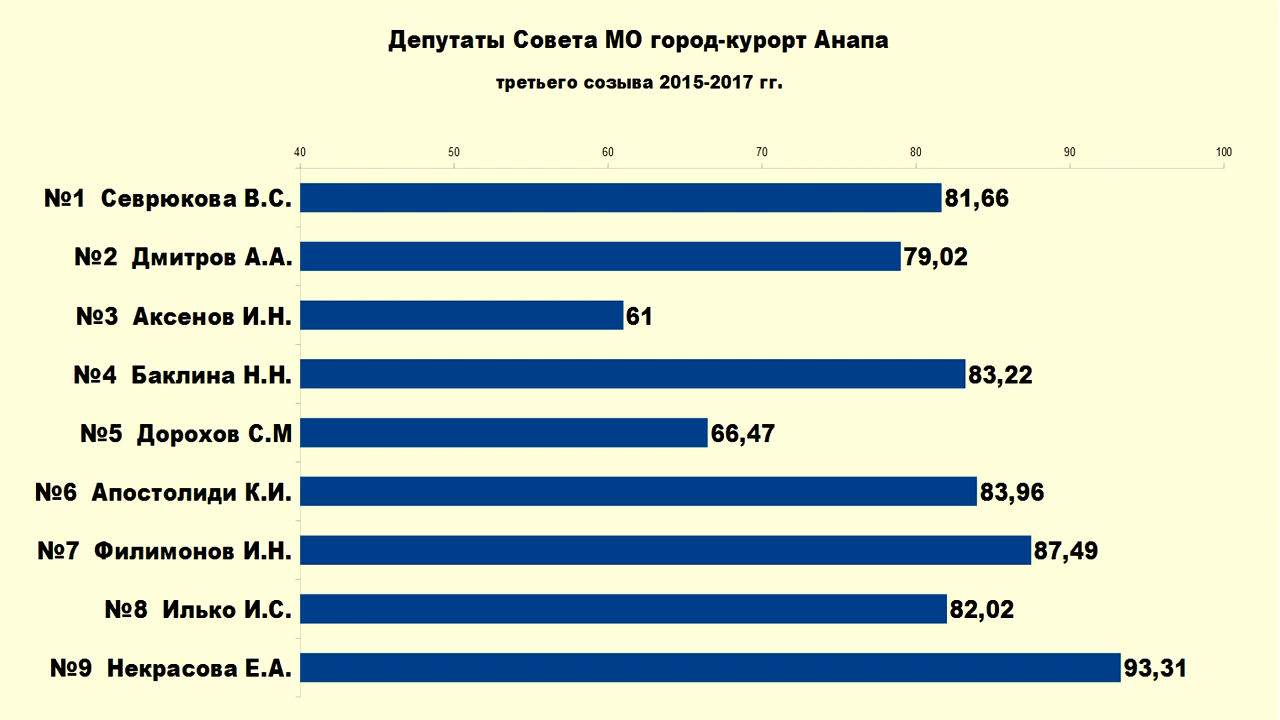 Депутаты Совета МО город-курорт Анапа
третьего созыва 2015-2017 гг.
40 50 60 70 80 90 100
№1 Севрюкова В.С. 81,66
№2 Дмитров А.А. 79,02
№3 Аксенов И.Н. 61
№4 Баклина Н.Н. 83,22
№5 Дорохов С.М 66,47
№6 Апостолиди К.И. 83,96
№7 Филимонов И.Н. 87,49
№8 Илько И.С. 82,02
№9 Некрасова Е.А. 93,31